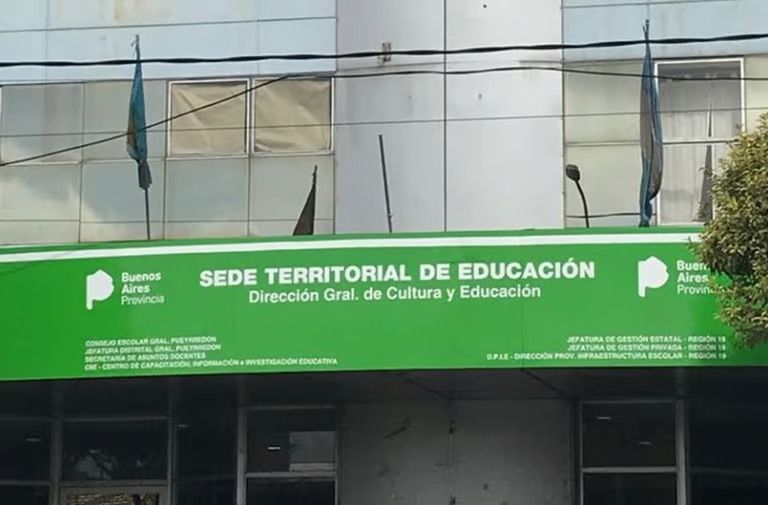 Buenos
Aires
Provincia
SEDE TERRITORIAL DE EDUCACIÓN
Dirección Gral. de Cultura y Educación
Buen
Aires
Provin
CONSEJO ESCOLAR GRAL. PUEYRREDON
JEFATURA DISTRITAL GRAL. PUEYRREDON
SECRETARÍA DE ASUNTOS DOCENTES
CIIE - CENTRO DE CAPACITACIÓN, INFORMACIÓN e INVESTIGACIÓN EDUCATIVA
JEFATURA DE GESTIÓN ESTATAL - REGIÓN 19
JEFATURA DE GESTIÓN PRIVADA - REGIÓN 19
D.P.I.E - DIRECCIÓN PROV. INFRAESTRUCTURA ESCOLAR - REGIÓN 19